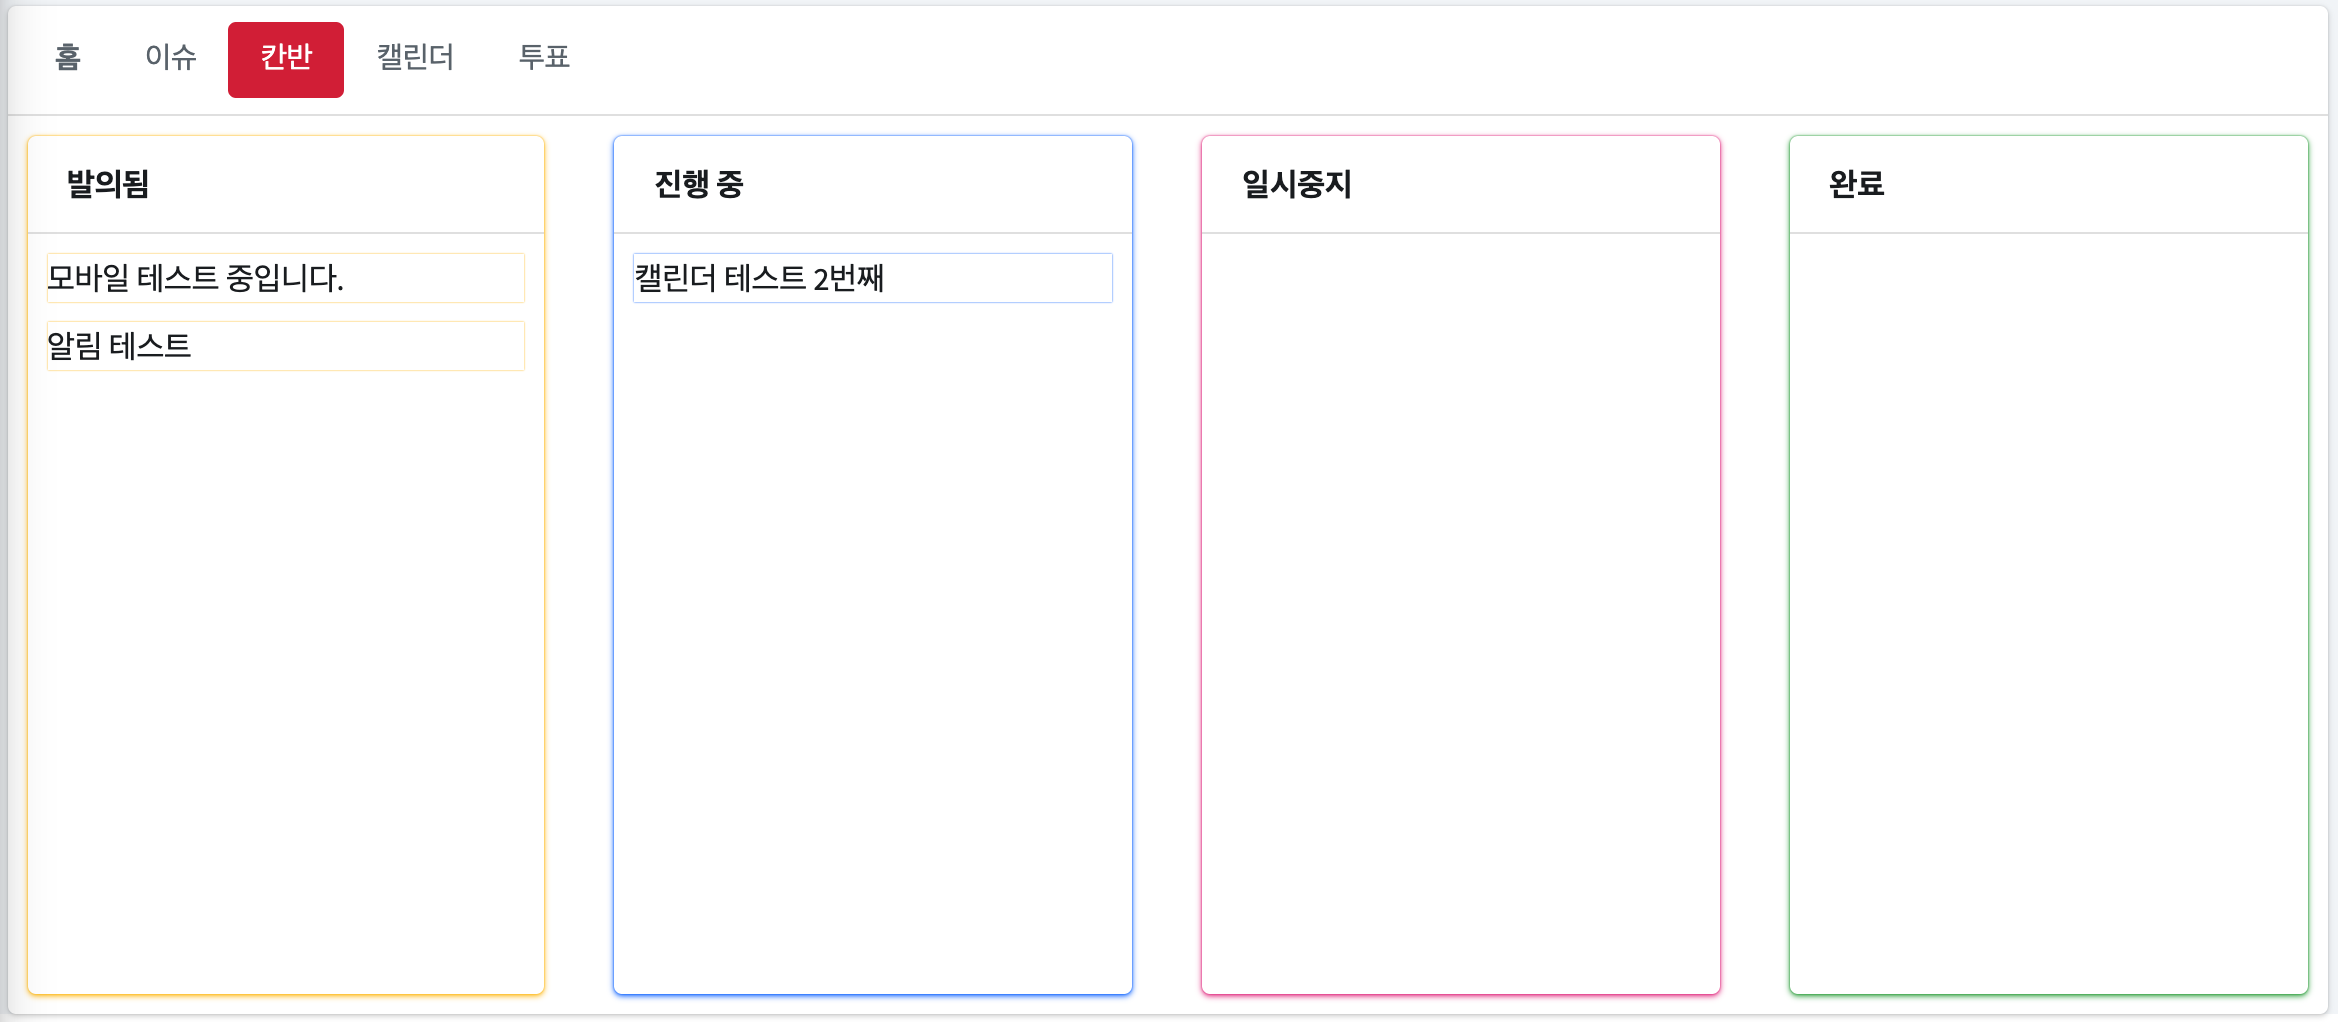 홈 이슈 칸반 캘린더 투표
발의됨
모바일 테스트 중입니다.
알림 테스트
진행 중
캘린더 테스트 2번째
일시중지
완료